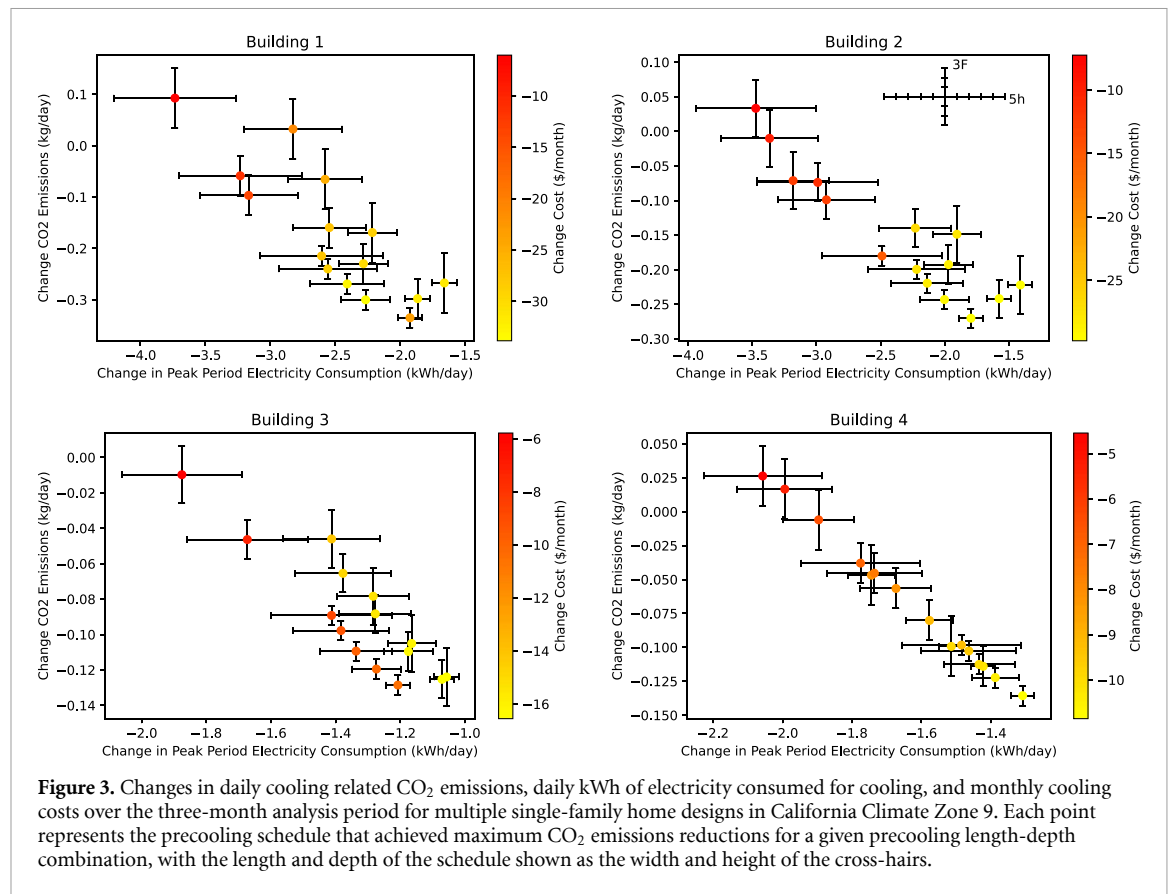 Building 1
0.1
0.0
−0.1
−0.2
−0.3
Change CO2 Emissions (kg/day)
−4.0 −3.5 −3.0 −2.5 −2.0 −1.5
Change in Peak Period Electricity Consumption (kWh/day)
−10
−15
−20
−25
−30
Change Cost ($/month)
Building 2
0.10
0.05
0.00
−0.05
−0.10
−0.15
−0.20
−0.25
−0.30
Change CO2 Emissions (kg/day)
3F
5h
−4.0 −3.5 −3.0 −2.5 −2.0 −1.5
Change in Peak Period Electricity Consumption (kWh/day)
−10
−15
−20
−25
Change Cost ($/month)
Building 3
0.00
−0.02
−0.04
−0.06
−0.08
−0.10
−0.12
−0.14
Change CO2 Emissions (kg/day)
−2.0 −1.8 −1.6 −1.4 −1.2 −1.0
Change in Peak Period Electricity Consumption (kWh/day)
−6
−8
−10
−12
−14
−16
Change Cost ($/month)
Building 4
0.050
0.025
0.000
−0.025
−0.050
−0.075
−0.100
−0.125
−0.150
Change CO2 Emissions (kg/day)
−2.2 −2.0 −1.8 −1.6 −1.4
Change in Peak Period Electricity Consumption (kWh/day)
−5
−6
−7
−8
−9
−10
Change Cost ($/month)
Figure 3. Changes in daily cooling related CO₂ emissions, daily kWh of electricity consumed for cooling, and monthly cooling
costs over the three-month analysis period for multiple single-family home designs in California Climate Zone 9. Each point
represents the precooling schedule that achieved maximum CO₂ emissions reductions for a given precooling length-depth
combination, with the length and depth of the schedule shown as the width and height of the cross-hairs.